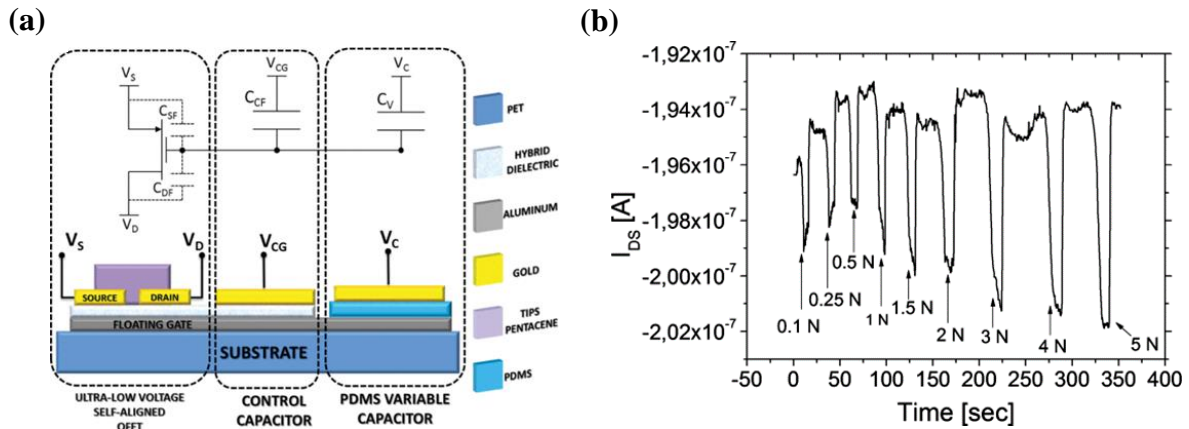 (a)
V_S
C_SF
C_DF
V_D
V_CG
C_CF
V_C
C_V
V_S
V_D
V_CG
V_C
SOURCE
DRAIN
FLOATING GATE
SUBSTRATE
ULTRA-LOW VOLTAGE
SELF-ALIGNED
OFET
CONTROL
CAPACITOR
PDMS VARIABLE
CAPACITOR
PET
HYBRID
DIELECTRIC
ALUMINUM
GOLD
TIPS
PENTACENE
PDMS
(b)
-1,92x10⁻⁷
-1,94x10⁻⁷
-1,96x10⁻⁷
-1,98x10⁻⁷
-2,00x10⁻⁷
-2,02x10⁻⁷
I_DS [A]
0.1 N
0.25 N
0.5 N
1 N
1.5 N
2 N
3 N
4 N
5 N
-50 0 50 100 150 200 250 300 350 400
Time [sec]